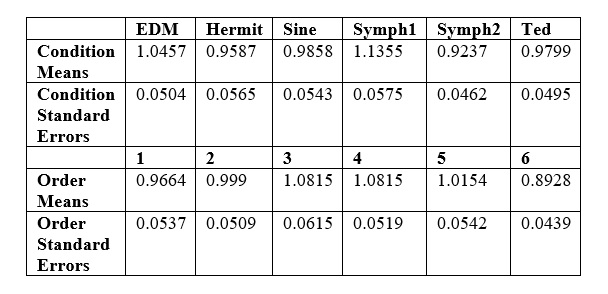 EDM Hermit Sine Symph1 Symph2 Ted
Condition 1.0457 0.9587 0.9858 1.1355 0.9237 0.9799
Means
Condition 0.0504 0.0565 0.0543 0.0575 0.0462 0.0495
Standard
Errors
1 2 3 4 5 6
Order 0.9664 0.999 1.0815 1.0815 1.0154 0.8928
Means
Order 0.0537 0.0509 0.0615 0.0519 0.0542 0.0439
Standard
Errors